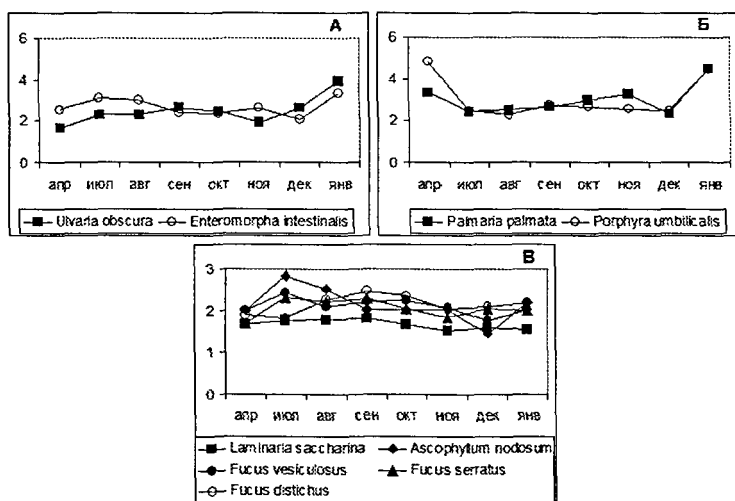 А
6
4
2
0
апр июл авг сен окт ноя дек янв
Ulvaria obscura Enteromorpha intestinalis
Б
6
4
2
0
апр июл авг сен окт ноя дек янв
Palmaria palmata Porphyra umbilicalis
В
3
2
1
0
апр июл авг сен окт ноя дек янв
Laminaria saccharina Ascophytum nodosum
Fucus vesiculosus Fucus serratus
Fucus distichus